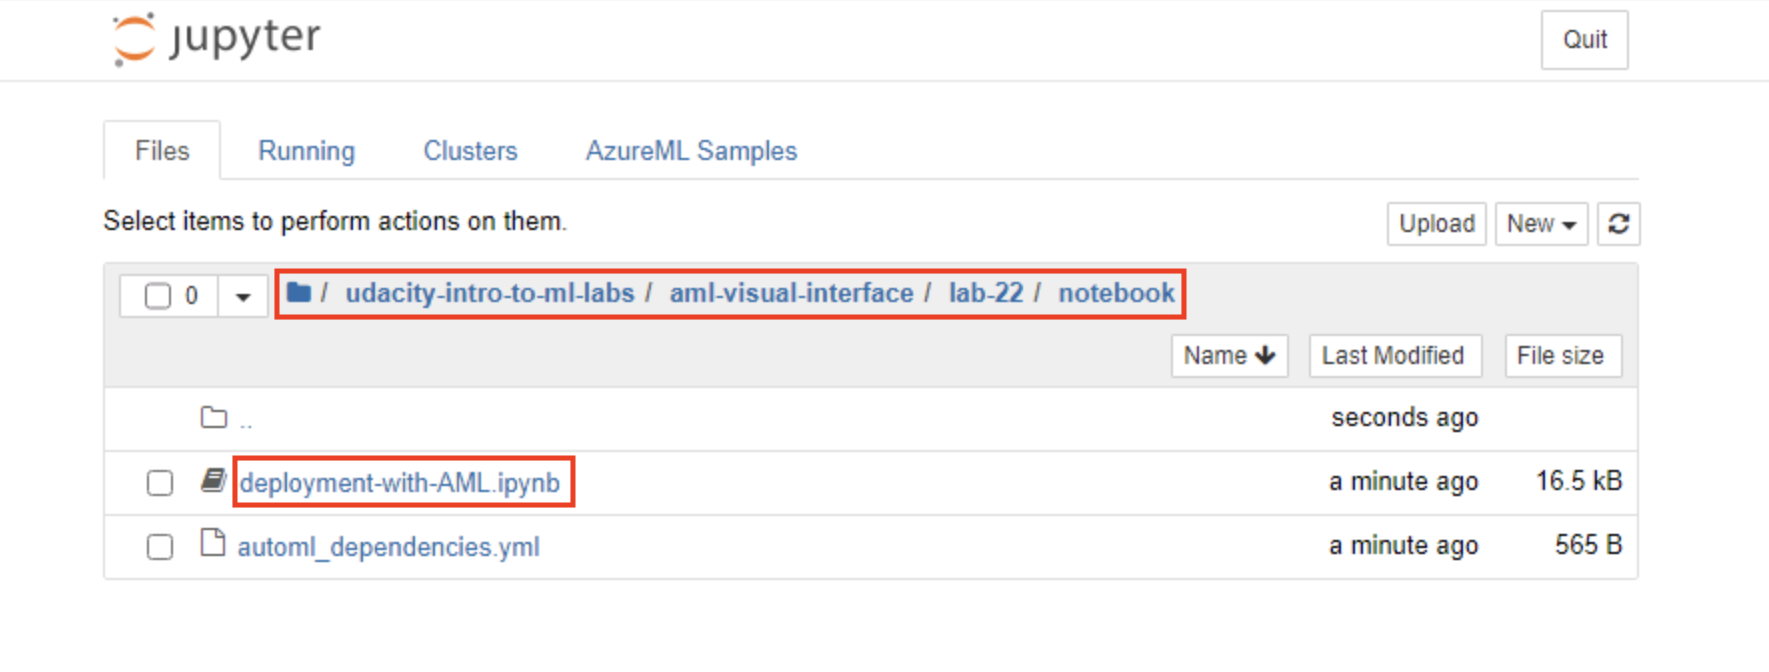 jupyter Quit
Files Running Clusters AzureML Samples
Select items to perform actions on them. Upload New
0 / udacity-intro-to-ml-labs / aml-visual-interface / lab-22 / notebook
Name Last Modified File size
.. seconds ago
deployment-with-AML.ipynb a minute ago 16.5 kB
automl_dependencies.yml a minute ago 565 B